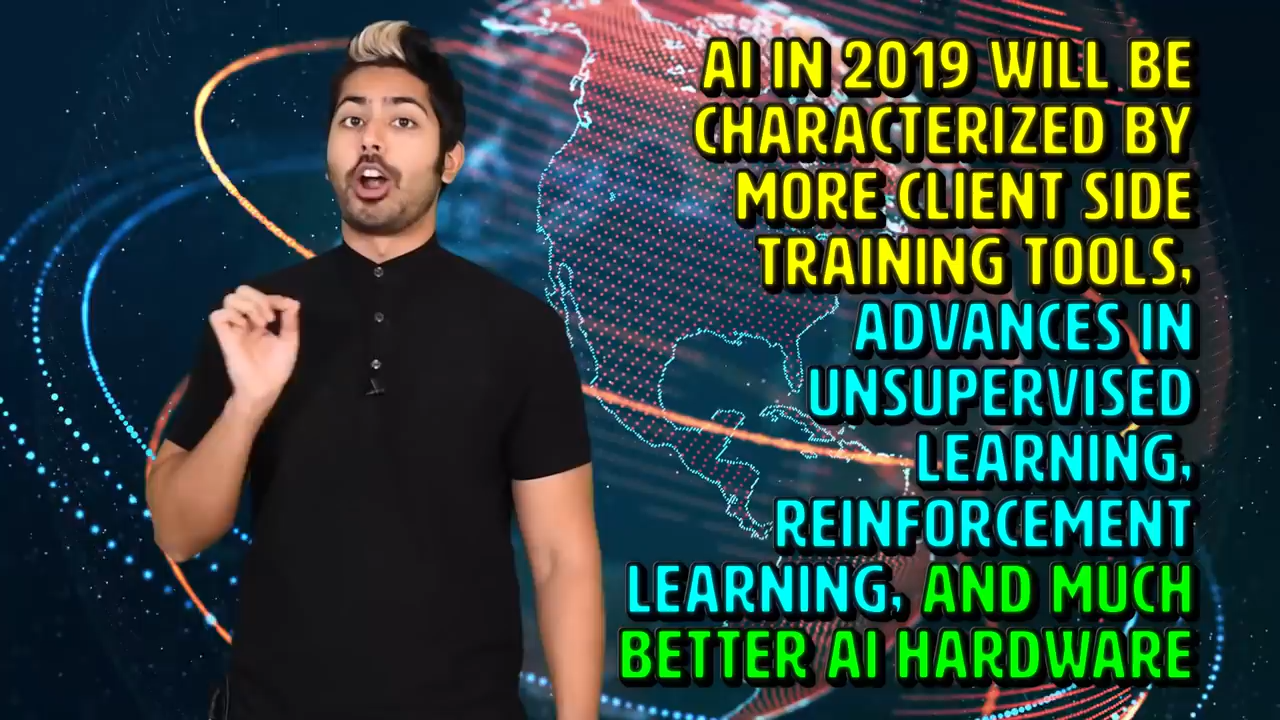 AI IN 2019 WILL BE
CHARACTERIZED BY
MORE CLIENT SIDE
TRAINING TOOLS,
ADVANCES IN
UNSUPERVISED
LEARNING,
REINFORCEMENT
LEARNING, AND MUCH
BETTER AI HARDWARE